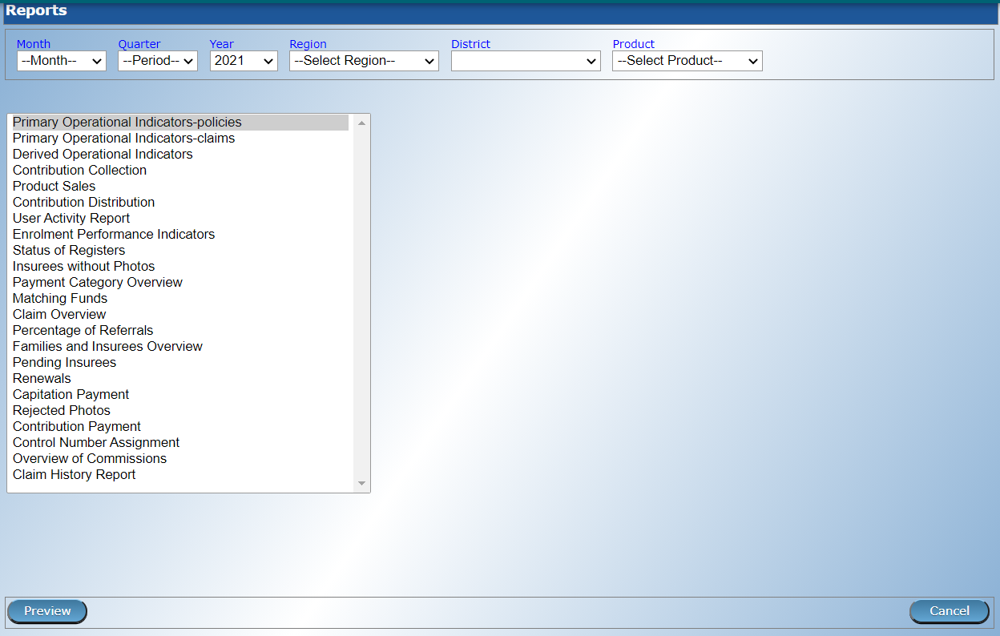 Reports
Month Quarter Year Region District Product
--Month-- --Period-- 2021 --Select Region-- --Select Product--
Primary Operational Indicators-policies
Primary Operational Indicators-claims
Derived Operational Indicators
Contribution Collection
Product Sales
Contribution Distribution
User Activity Report
Enrolment Performance Indicators
Status of Registers
Insurees without Photos
Payment Category Overview
Matching Funds
Claim Overview
Percentage of Referrals
Families and Insurees Overview
Pending Insurees
Renewals
Capitation Payment
Rejected Photos
Contribution Payment
Control Number Assignment
Overview of Commissions
Claim History Report
Preview Cancel